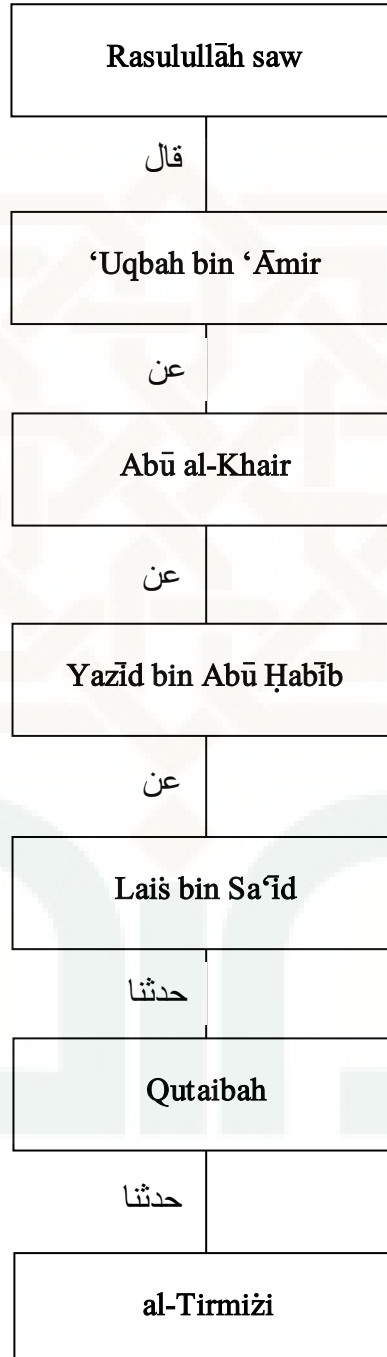 Rasulullāh saw
قال
‘Uqbah bin ‘Āmir
عن
Abū al-Khair
عن
Yazīd bin Abū Ḥabīb
عن
Laiṡ bin Sa‘īd
حدثنا
Qutaibah
حدثنا
al-Tirmiżi